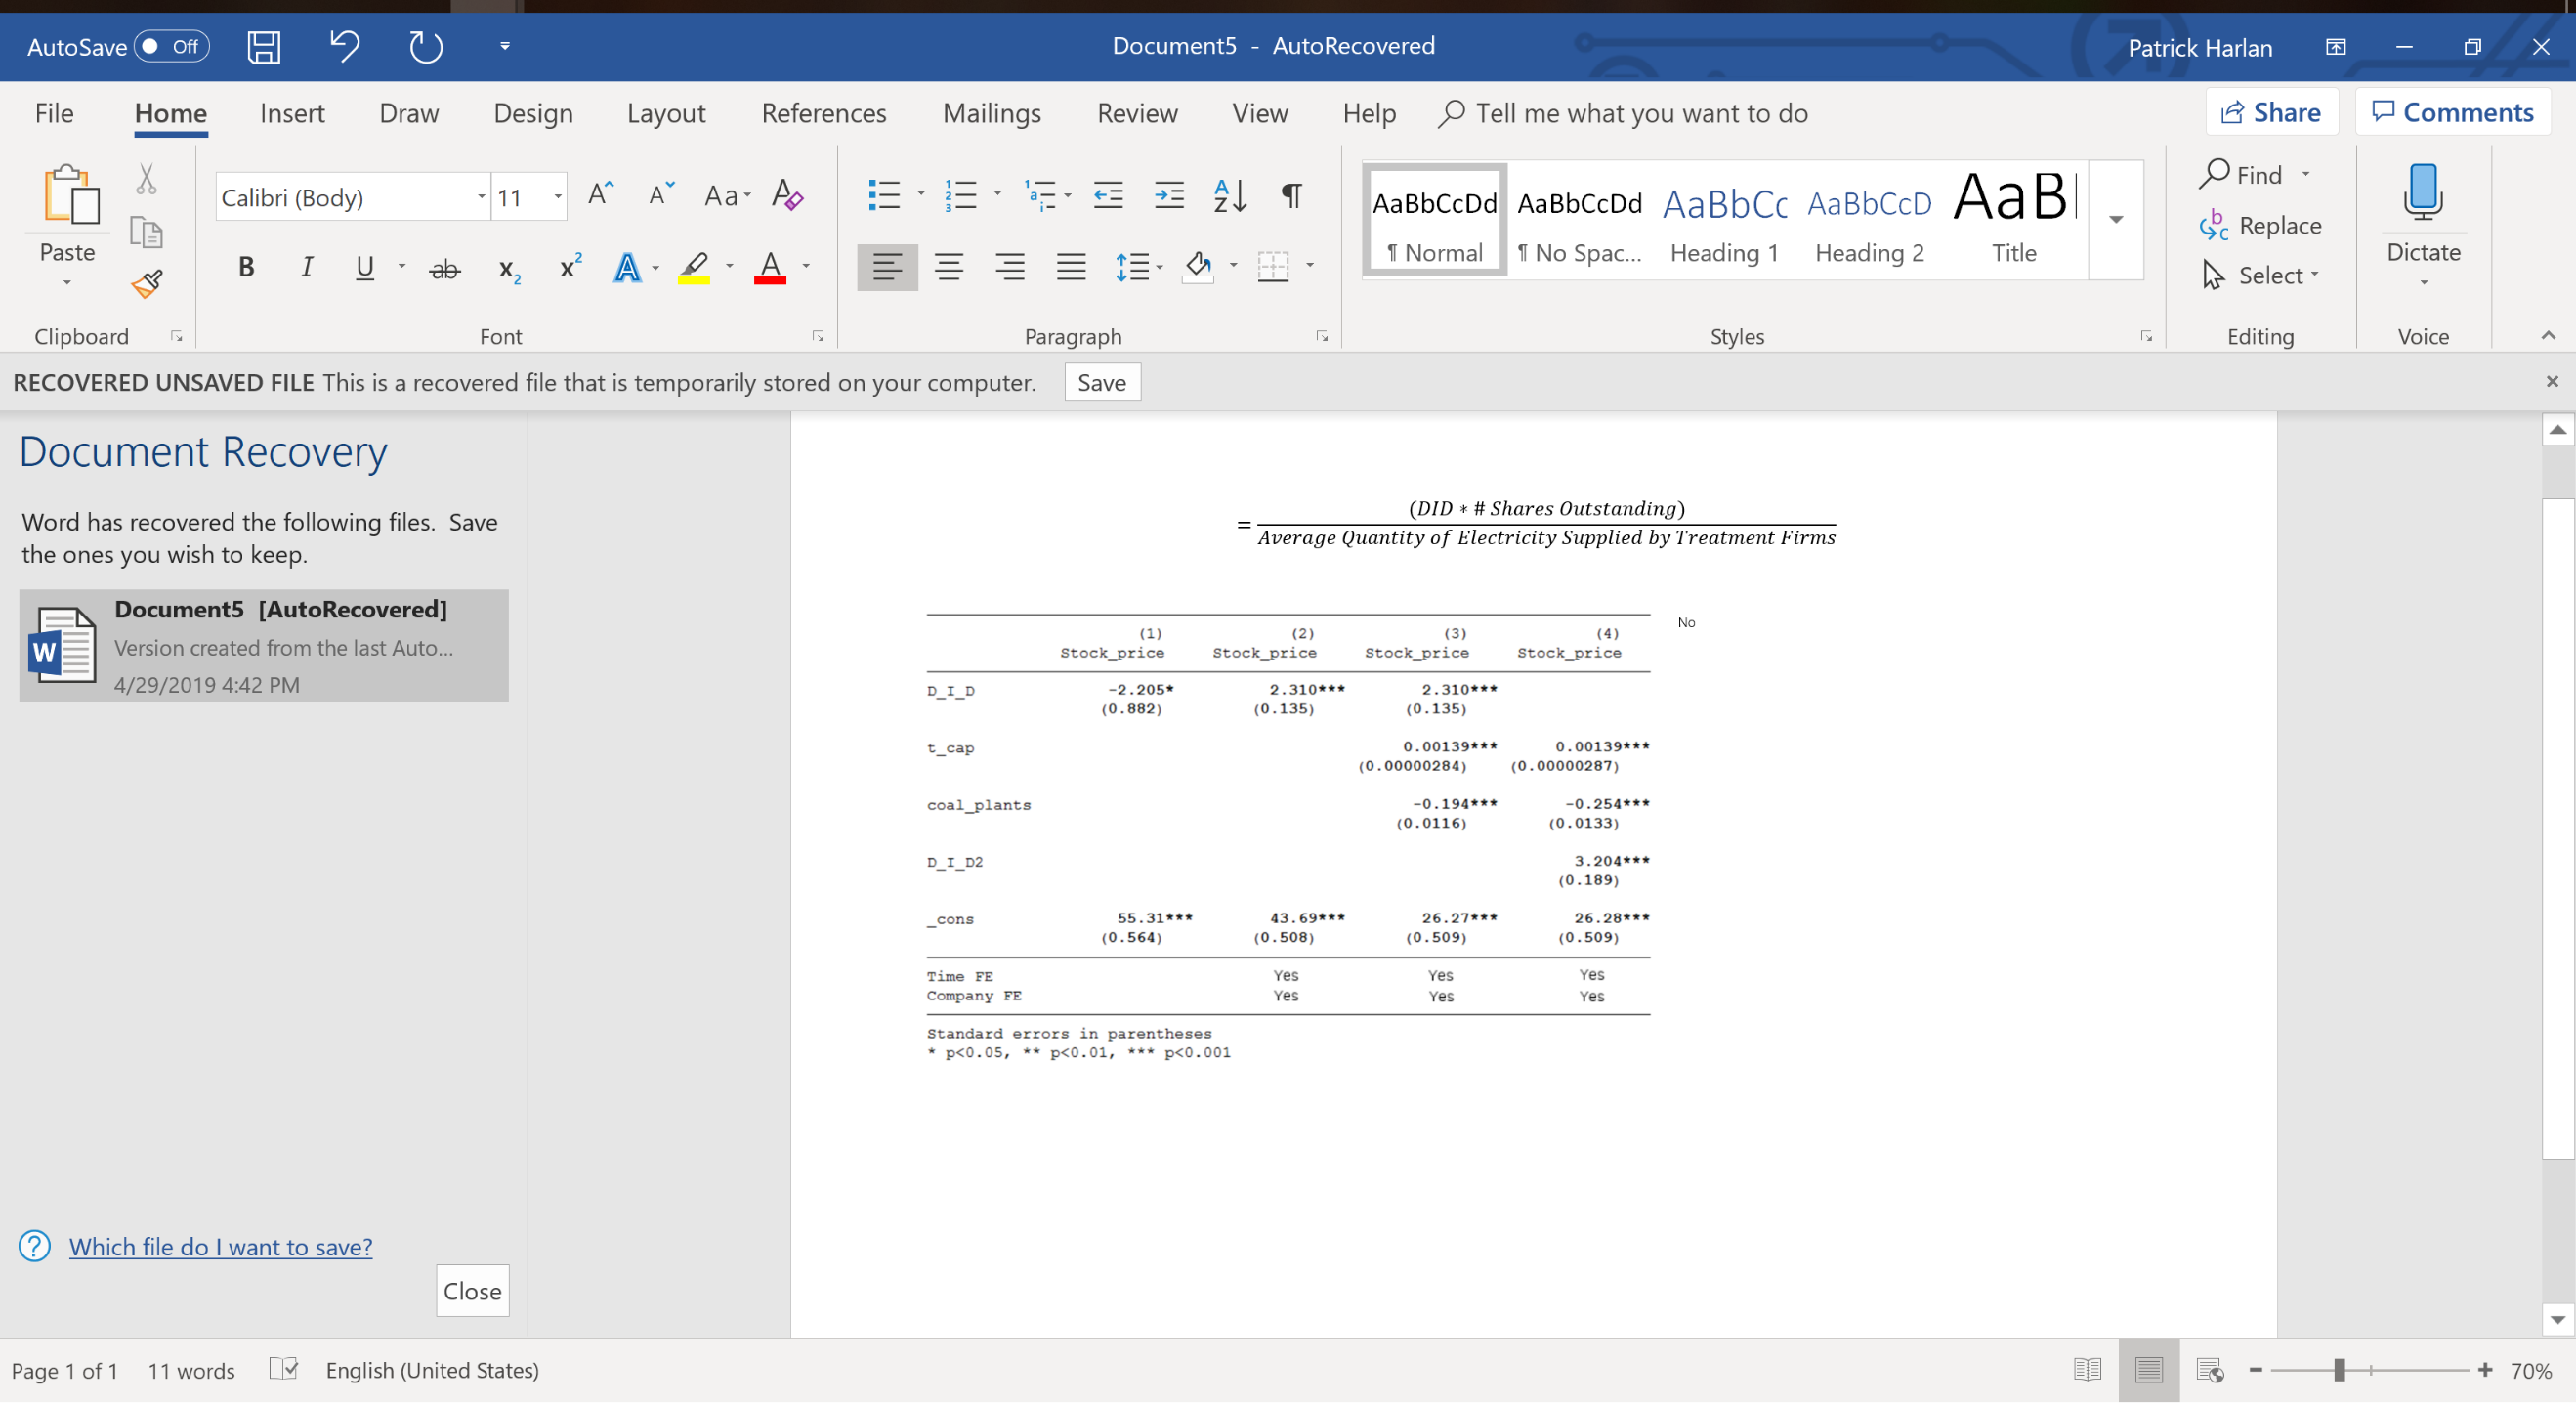 AutoSave Off
Document5 - AutoRecovered
Patrick Harlan
File Home Insert Draw Design Layout References Mailings Review View Help Tell me what you want to do Share Comments
Calibri (Body) 11
Paste
AaBbCcDd AaBbCcDd AaBbCc AaBbCcD AaB
¶ Normal ¶ No Spac... Heading 1 Heading 2 Title
Find
Replace
Select
Dictate
Clipboard Font Paragraph Styles Editing Voice
RECOVERED UNSAVED FILE This is a recovered file that is temporarily stored on your computer. Save
Document Recovery
Word has recovered the following files. Save
the ones you wish to keep.
Document5 [AutoRecovered]
Version created from the last Auto...
4/29/2019 4:42 PM
Which file do I want to save?
Close
(DID * # Shares Outstanding)
=
Average Quantity of Electricity Supplied by Treatment Firms
No
(1) (2) (3) (4)
Stock_price Stock_price Stock_price Stock_price
D_I_D -2.205* 2.310*** 2.310***
(0.882) (0.135) (0.135)
t_cap 0.00139*** 0.00139***
(0.00000284) (0.00000287)
coal_plants -0.194*** -0.254***
(0.0116) (0.0133)
D_I_D2 3.204***
(0.189)
_cons 55.31*** 43.69*** 26.27*** 26.28***
(0.564) (0.508) (0.509) (0.509)
Time FE Yes Yes Yes
Company FE Yes Yes Yes
Standard errors in parentheses
* p<0.05, ** p<0.01, *** p<0.001
Page 1 of 1 11 words English (United States) 70%